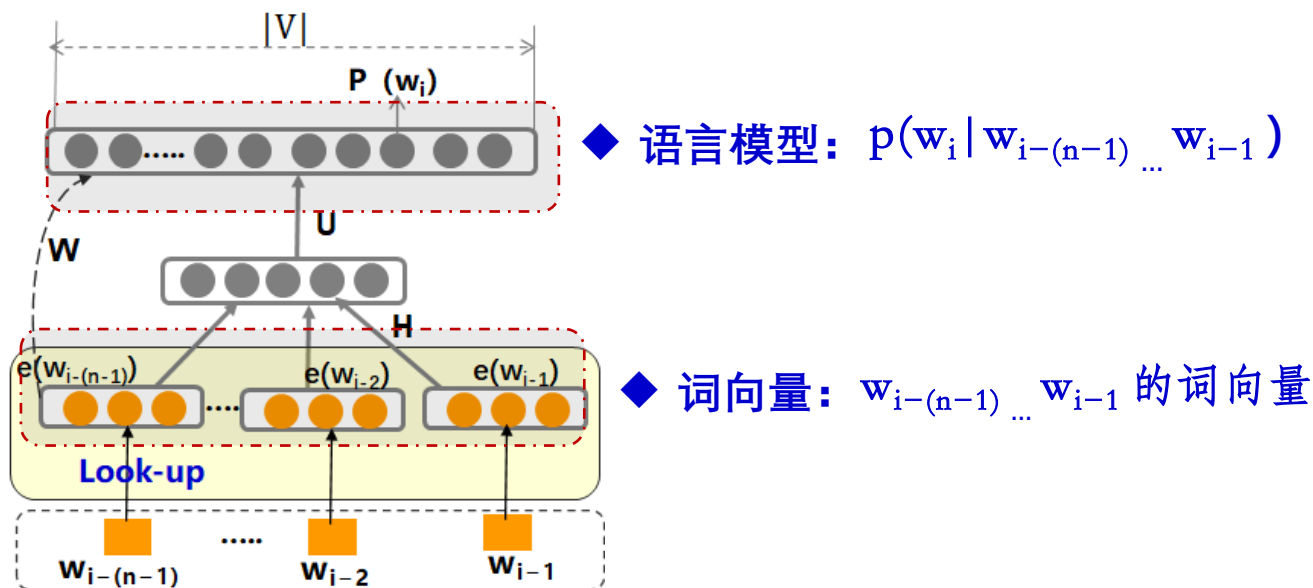 |V|
P (wᵢ)
◆ 语言模型：p(wᵢ|wᵢ₋₍ₙ₋₁₎ ... wᵢ₋₁)
.....
U
W
H
e(wᵢ₋₍ₙ₋₁₎) e(wᵢ₋₂) e(wᵢ₋₁)
◆ 词向量：wᵢ₋₍ₙ₋₁₎ ... wᵢ₋₁ 的词向量
....
Look-up
.....
wᵢ₋₍ₙ₋₁₎ wᵢ₋₂ wᵢ₋₁